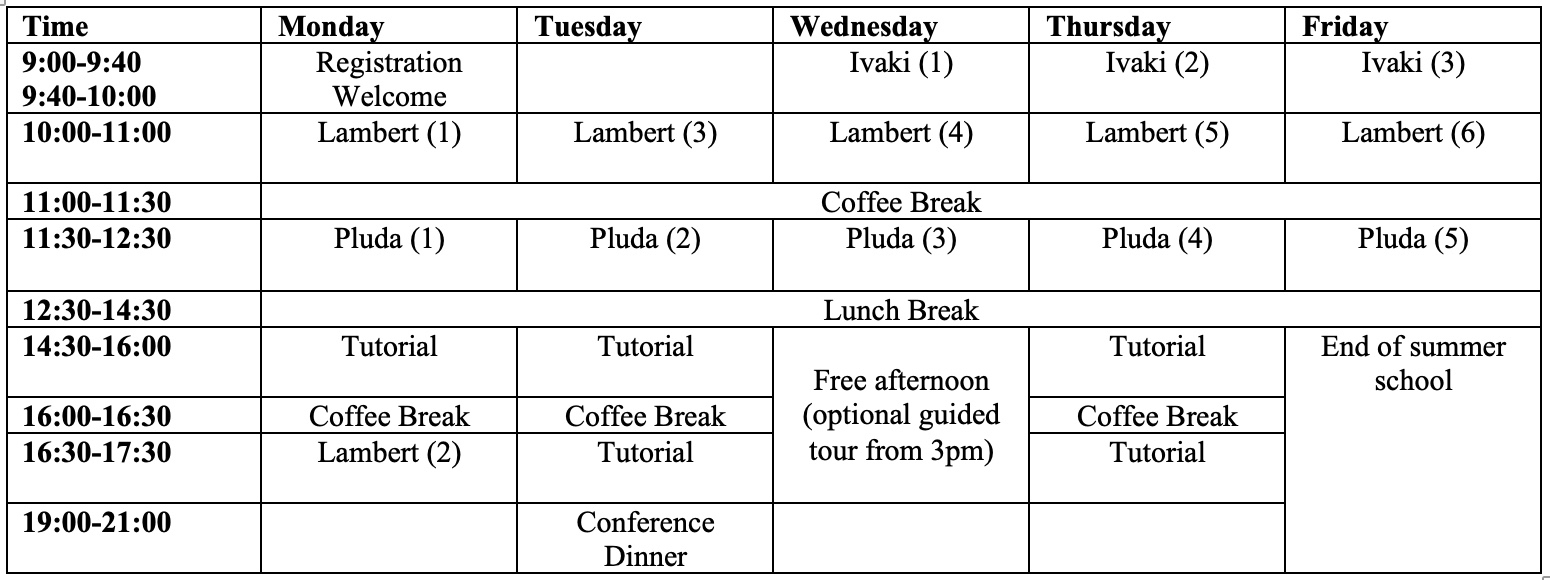 Time Monday Tuesday Wednesday Thursday Friday
9:00-9:40 Registration Ivaki (1) Ivaki (2) Ivaki (3)
9:40-10:00 Welcome
10:00-11:00 Lambert (1) Lambert (3) Lambert (4) Lambert (5) Lambert (6)
11:00-11:30 Coffee Break
11:30-12:30 Pluda (1) Pluda (2) Pluda (3) Pluda (4) Pluda (5)
12:30-14:30 Lunch Break
14:30-16:00 Tutorial Tutorial Tutorial End of summer
Free afternoon school
16:00-16:30 Coffee Break Coffee Break (optional guided Coffee Break
16:30-17:30 Lambert (2) Tutorial tour from 3pm) Tutorial
19:00-21:00 Conference
Dinner